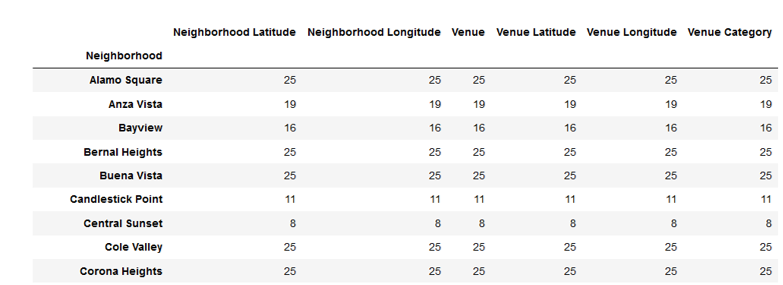 Neighborhood Latitude Neighborhood Longitude Venue Venue Latitude Venue Longitude Venue Category
Neighborhood
Alamo Square 25 25 25 25 25 25
Anza Vista 19 19 19 19 19 19
Bayview 16 16 16 16 16 16
Bernal Heights 25 25 25 25 25 25
Buena Vista 25 25 25 25 25 25
Candlestick Point 11 11 11 11 11 11
Central Sunset 8 8 8 8 8 8
Cole Valley 25 25 25 25 25 25
Corona Heights 25 25 25 25 25 25